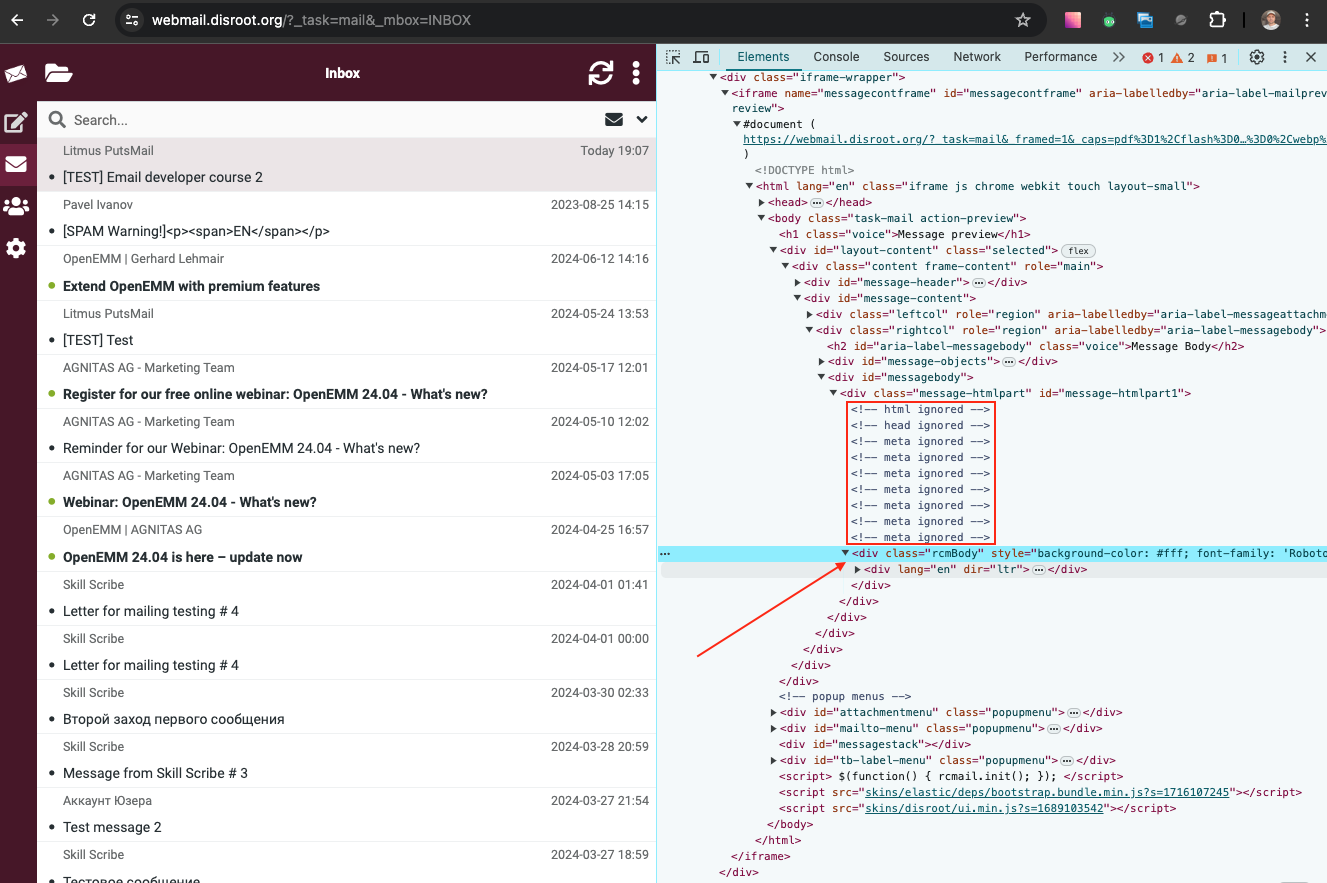 webmail.disroot.org/?_task=mail&_mbox=INBOX
Inbox
Search...
Litmus PutsMail Today 19:07
[TEST] Email developer course 2
Pavel Ivanov 2023-08-25 14:15
[SPAM Warning!]<p><span>EN</span></p>
OpenEMM | Gerhard Lehmair 2024-06-12 14:16
Extend OpenEMM with premium features
Litmus PutsMail 2024-05-24 13:53
[TEST] Test
AGNITAS AG - Marketing Team 2024-05-17 12:01
Register for our free online webinar: OpenEMM 24.04 - What's new?
AGNITAS AG - Marketing Team 2024-05-10 12:02
Reminder for our Webinar: OpenEMM 24.04 - What's new?
AGNITAS AG - Marketing Team 2024-05-03 17:05
Webinar: OpenEMM 24.04 - What's new?
OpenEMM | AGNITAS AG 2024-04-25 16:57
OpenEMM 24.04 is here – update now
Skill Scribe 2024-04-01 01:41
Letter for mailing testing # 4
Skill Scribe 2024-04-01 00:00
Letter for mailing testing # 4
Skill Scribe 2024-03-30 02:33
Второй заход первого сообщения
Skill Scribe 2024-03-28 20:59
Message from Skill Scribe # 3
Аккаунт Юзера 2024-03-27 21:54
Test message 2
Skill Scribe 2024-03-27 18:59
Тестовое сообщение
Elements Console Sources Network Performance 1 2 1
<div class="iframe-wrapper">
<iframe name="messagecontframe" id="messagecontframe" aria-labelledby="aria-label-mailprev
review">
#document (
https://webmail.disroot.org/?_task=mail&_framed=1&_caps=pdf%3D1%2Cflash%3D0…%3D0%2Cwebp%
)
<!DOCTYPE html>
<html lang="en" class="iframe js chrome webkit touch layout-small">
<head> ... </head>
<body class="task-mail action-preview">
<h1 class="voice">Message preview</h1>
<div id="layout-content" class="selected"> flex
<div class="content frame-content" role="main">
<div id="message-header"> ... </div>
<div id="message-content">
<div class="leftcol" role="region" aria-labelledby="aria-label-messageattachm
<div class="rightcol" role="region" aria-labelledby="aria-label-messagebody">
<h2 id="aria-label-messagebody" class="voice">Message Body</h2>
<div id="message-objects"> ... </div>
<div id="messagebody">
<div class="message-htmlpart" id="message-htmlpart1">
<!-- html ignored -->
<!-- head ignored -->
<!-- meta ignored -->
<!-- meta ignored -->
<!-- meta ignored -->
<!-- meta ignored -->
<!-- meta ignored -->
<!-- meta ignored -->
<!-- meta ignored -->
<div class="rcmBody" style="background-color: #fff; font-family: 'Roboto
<div lang="en" dir="ltr"> ... </div>
</div>
</div>
</div>
</div>
</div>
</div>
</div>
<!-- popup menus -->
<div id="attachmentmenu" class="popupmenu"> ... </div>
<div id="mailto-menu" class="popupmenu"> ... </div>
<div id="messagestack"></div>
<div id="tb-label-menu" class="popupmenu"> ... </div>
<script> $(function() { rcmail.init(); }); </script>
<script src="skins/elastic/deps/bootstrap.bundle.min.js?s=1716107245"></script>
<script src="skins/disroot/ui.min.js?s=1689103542"></script>
</body>
</html>
</iframe>
</div>